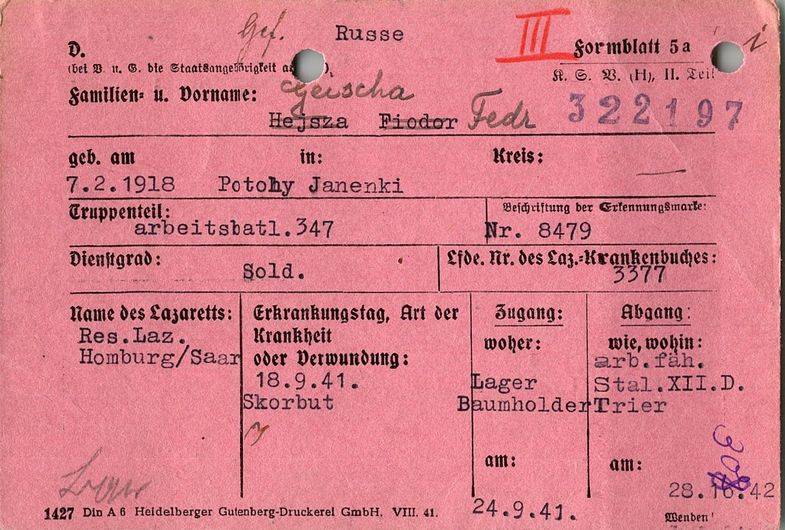 Gef. Russe III
D. Formblatt 5a
(bei V. u. G. die Staatsangehörigkeit K. S. V. (H), II. Teil
Familien- u. Vorname: Geischa
Hejsza Fiodor Fedr 322197
geb. am in: Kreis:
7.2.1918 Potohy Janenki
Truppenteil: Beschriftung der Erkennungsmarke:
arbeitsbatl.347 Nr. 8479
Dienstgrad: Lfde. Nr. des Laz.-Krankenbuches:
Sold. 3377
Name des Lazaretts: Erkrankungstag, Art der Zugang: Abgang:
Res.Laz. Krankheit woher: wie, wohin:
Homburg/Saar oder Verwundung: arb.fäh.
18.9.41. Lager Stal.XII.D.
Skorbut Baumholder Trier
am: am:
308
24.9.41. 28.10.42
1427 Din A 6 Heidelberger Gutenberg-Druckerei GmbH. VIII. 41. Wenden!